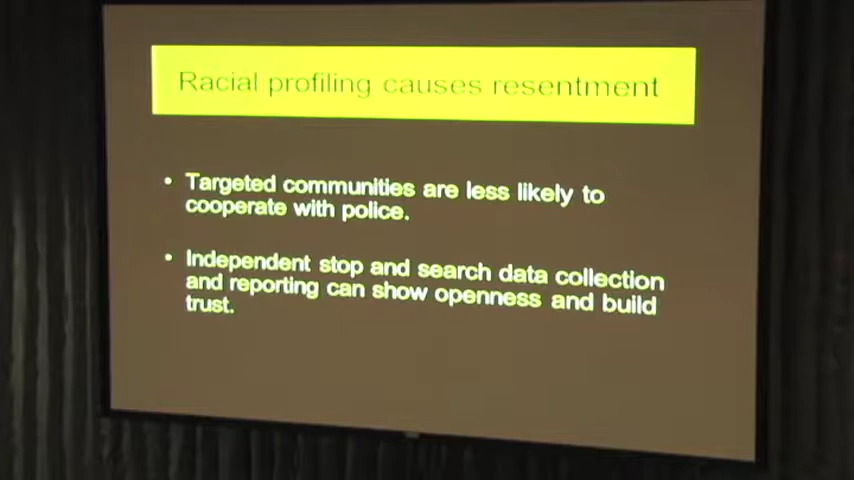 Racial profiling causes resentment
• Targeted communities are less likely to
cooperate with police.
• Independent stop and search data collection
and reporting can show openness and build
trust.